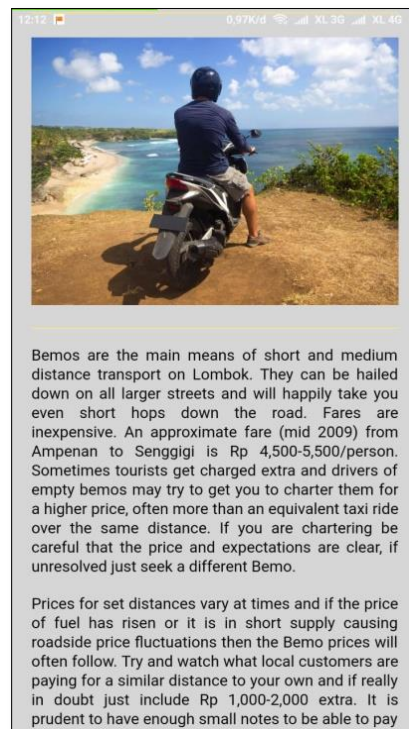 12:12 0,97K/d XL 3G XL 4G
Bemos are the main means of short and medium
distance transport on Lombok. They can be hailed
down on all larger streets and will happily take you
even short hops down the road. Fares are
inexpensive. An approximate fare (mid 2009) from
Ampenan to Senggigi is Rp 4,500-5,500/person.
Sometimes tourists get charged extra and drivers of
empty bemos may try to get you to charter them for
a higher price, often more than an equivalent taxi ride
over the same distance. If you are chartering be
careful that the price and expectations are clear, if
unresolved just seek a different Bemo.
Prices for set distances vary at times and if the price
of fuel has risen or it is in short supply causing
roadside price fluctuations then the Bemo prices will
often follow. Try and watch what local customers are
paying for a similar distance to your own and if really
in doubt just include Rp 1,000-2,000 extra. It is
prudent to have enough small notes to be able to pay